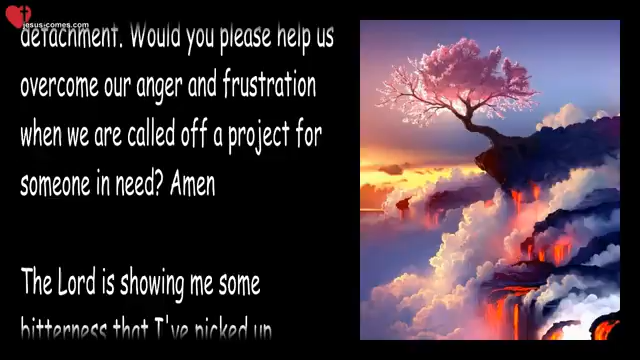 jesus-comes.com
detachment. Would you please help us
overcome our anger and frustration
when we are called off a project for
someone in need? Amen
The Lord is showing me some
bitterness that I've picked up